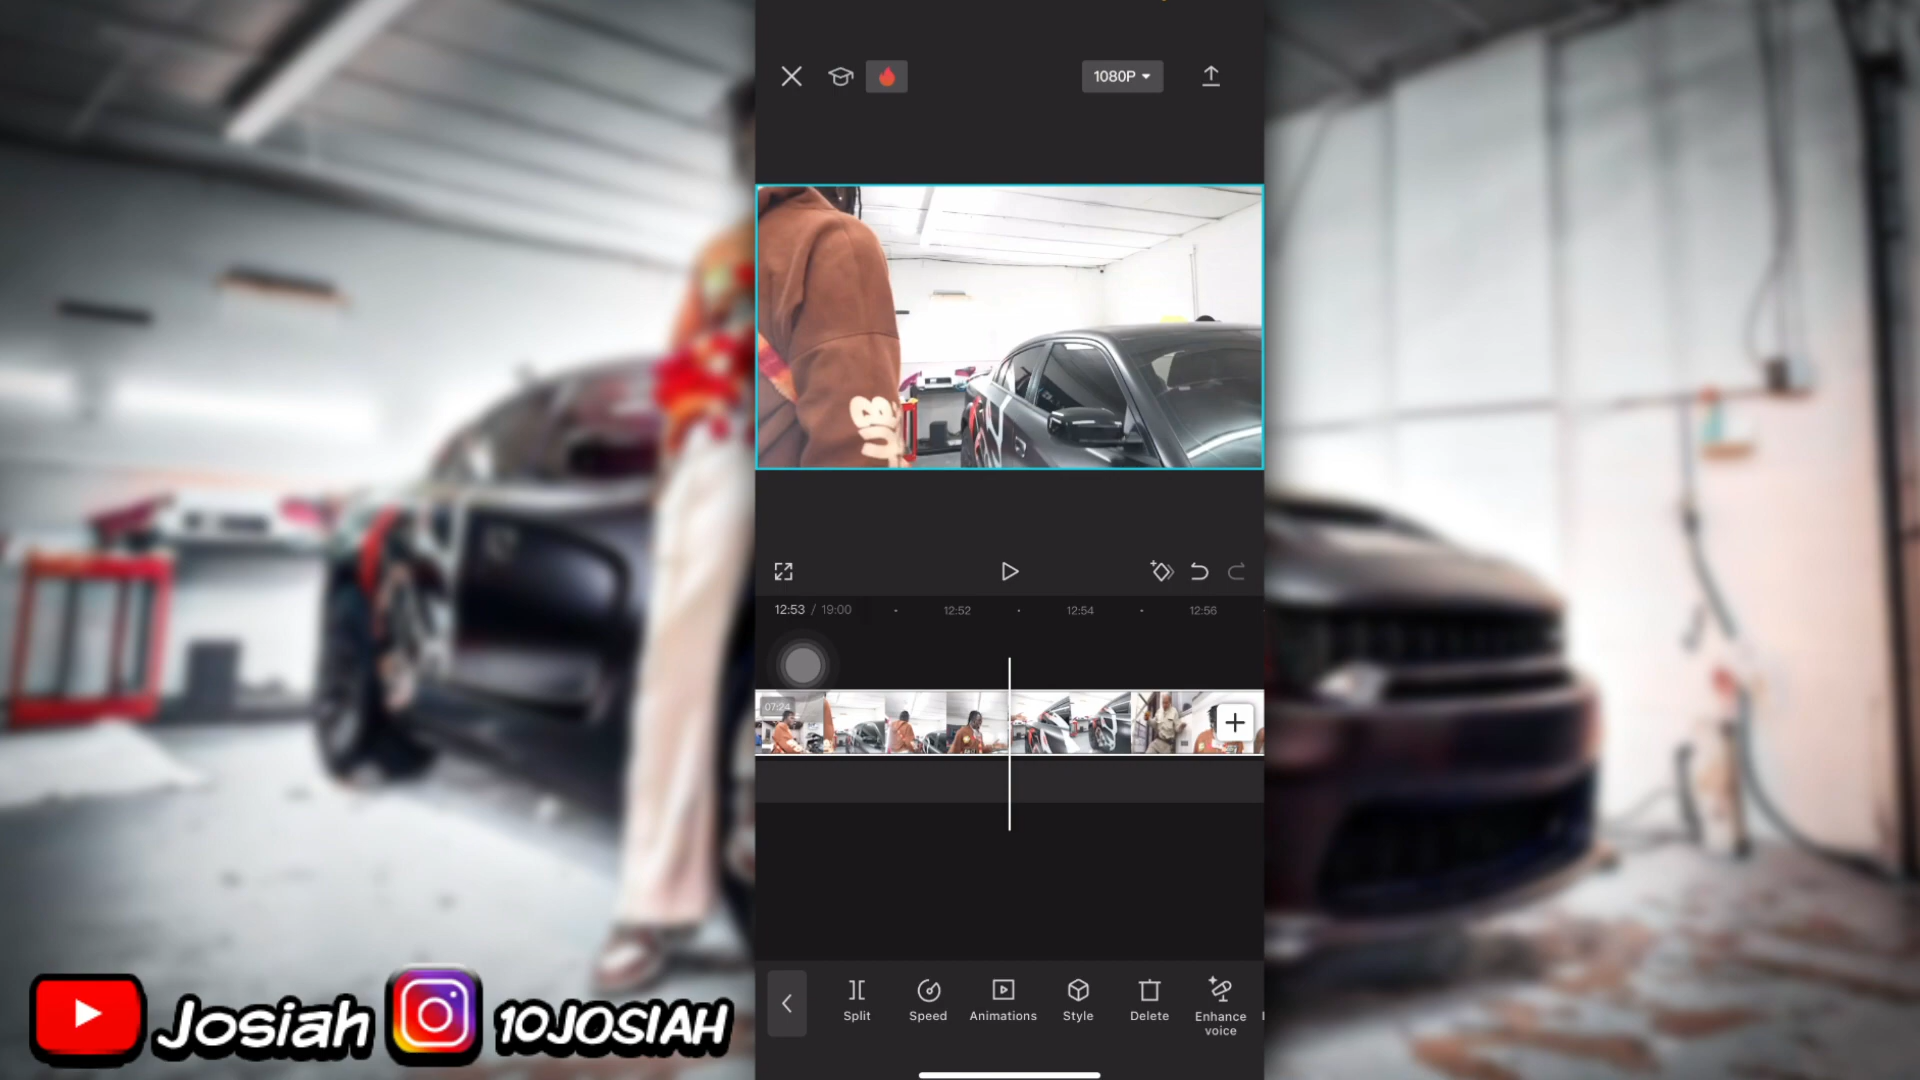 1080P
12:53 / 19:00
12:52
12:54
12:56
07:24
Split
Speed
Animations
Style
Delete
Enhance
voice
Josiah
10JOSIAH